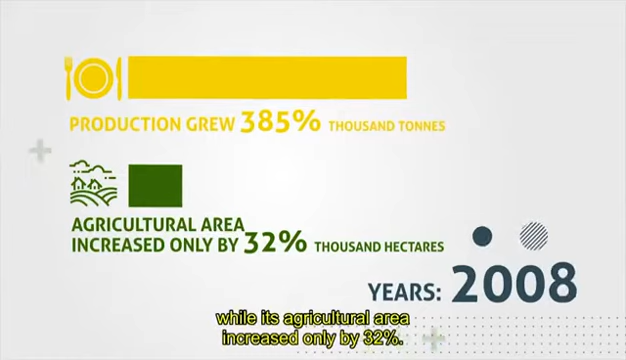 PRODUCTION GREW 385% THOUSAND TONNES
AGRICULTURAL AREA
INCREASED ONLY BY 32% THOUSAND HECTARES
YEARS: 2008
while its agricultural area
increased only by 32%.